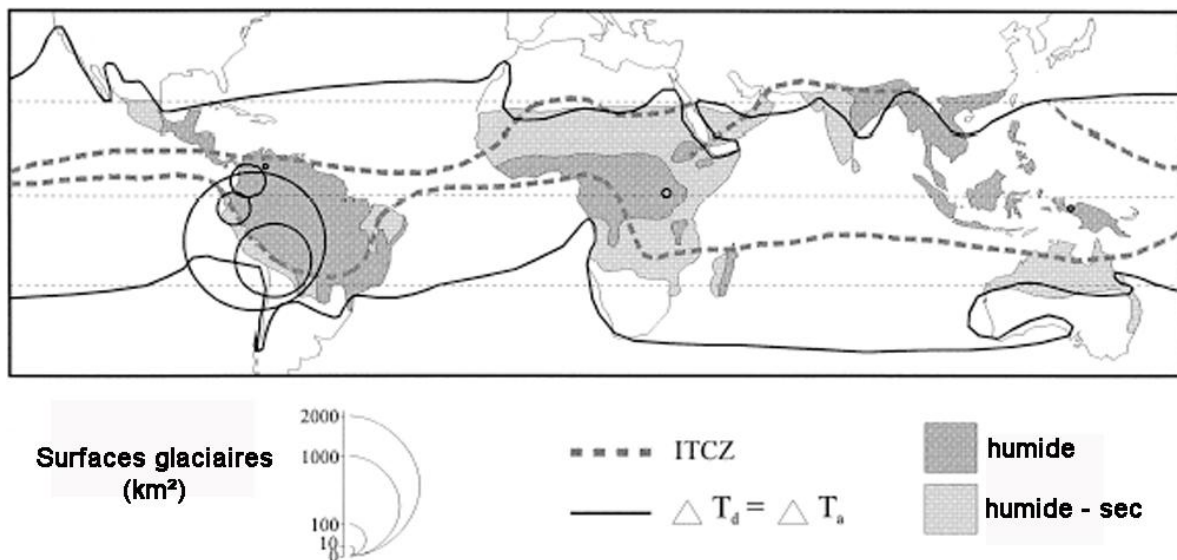 Surfaces glaciaires
(km²)
2000
1000
100
10
0
ITCZ
△ T_d = △ T_a
humide
humide - sec